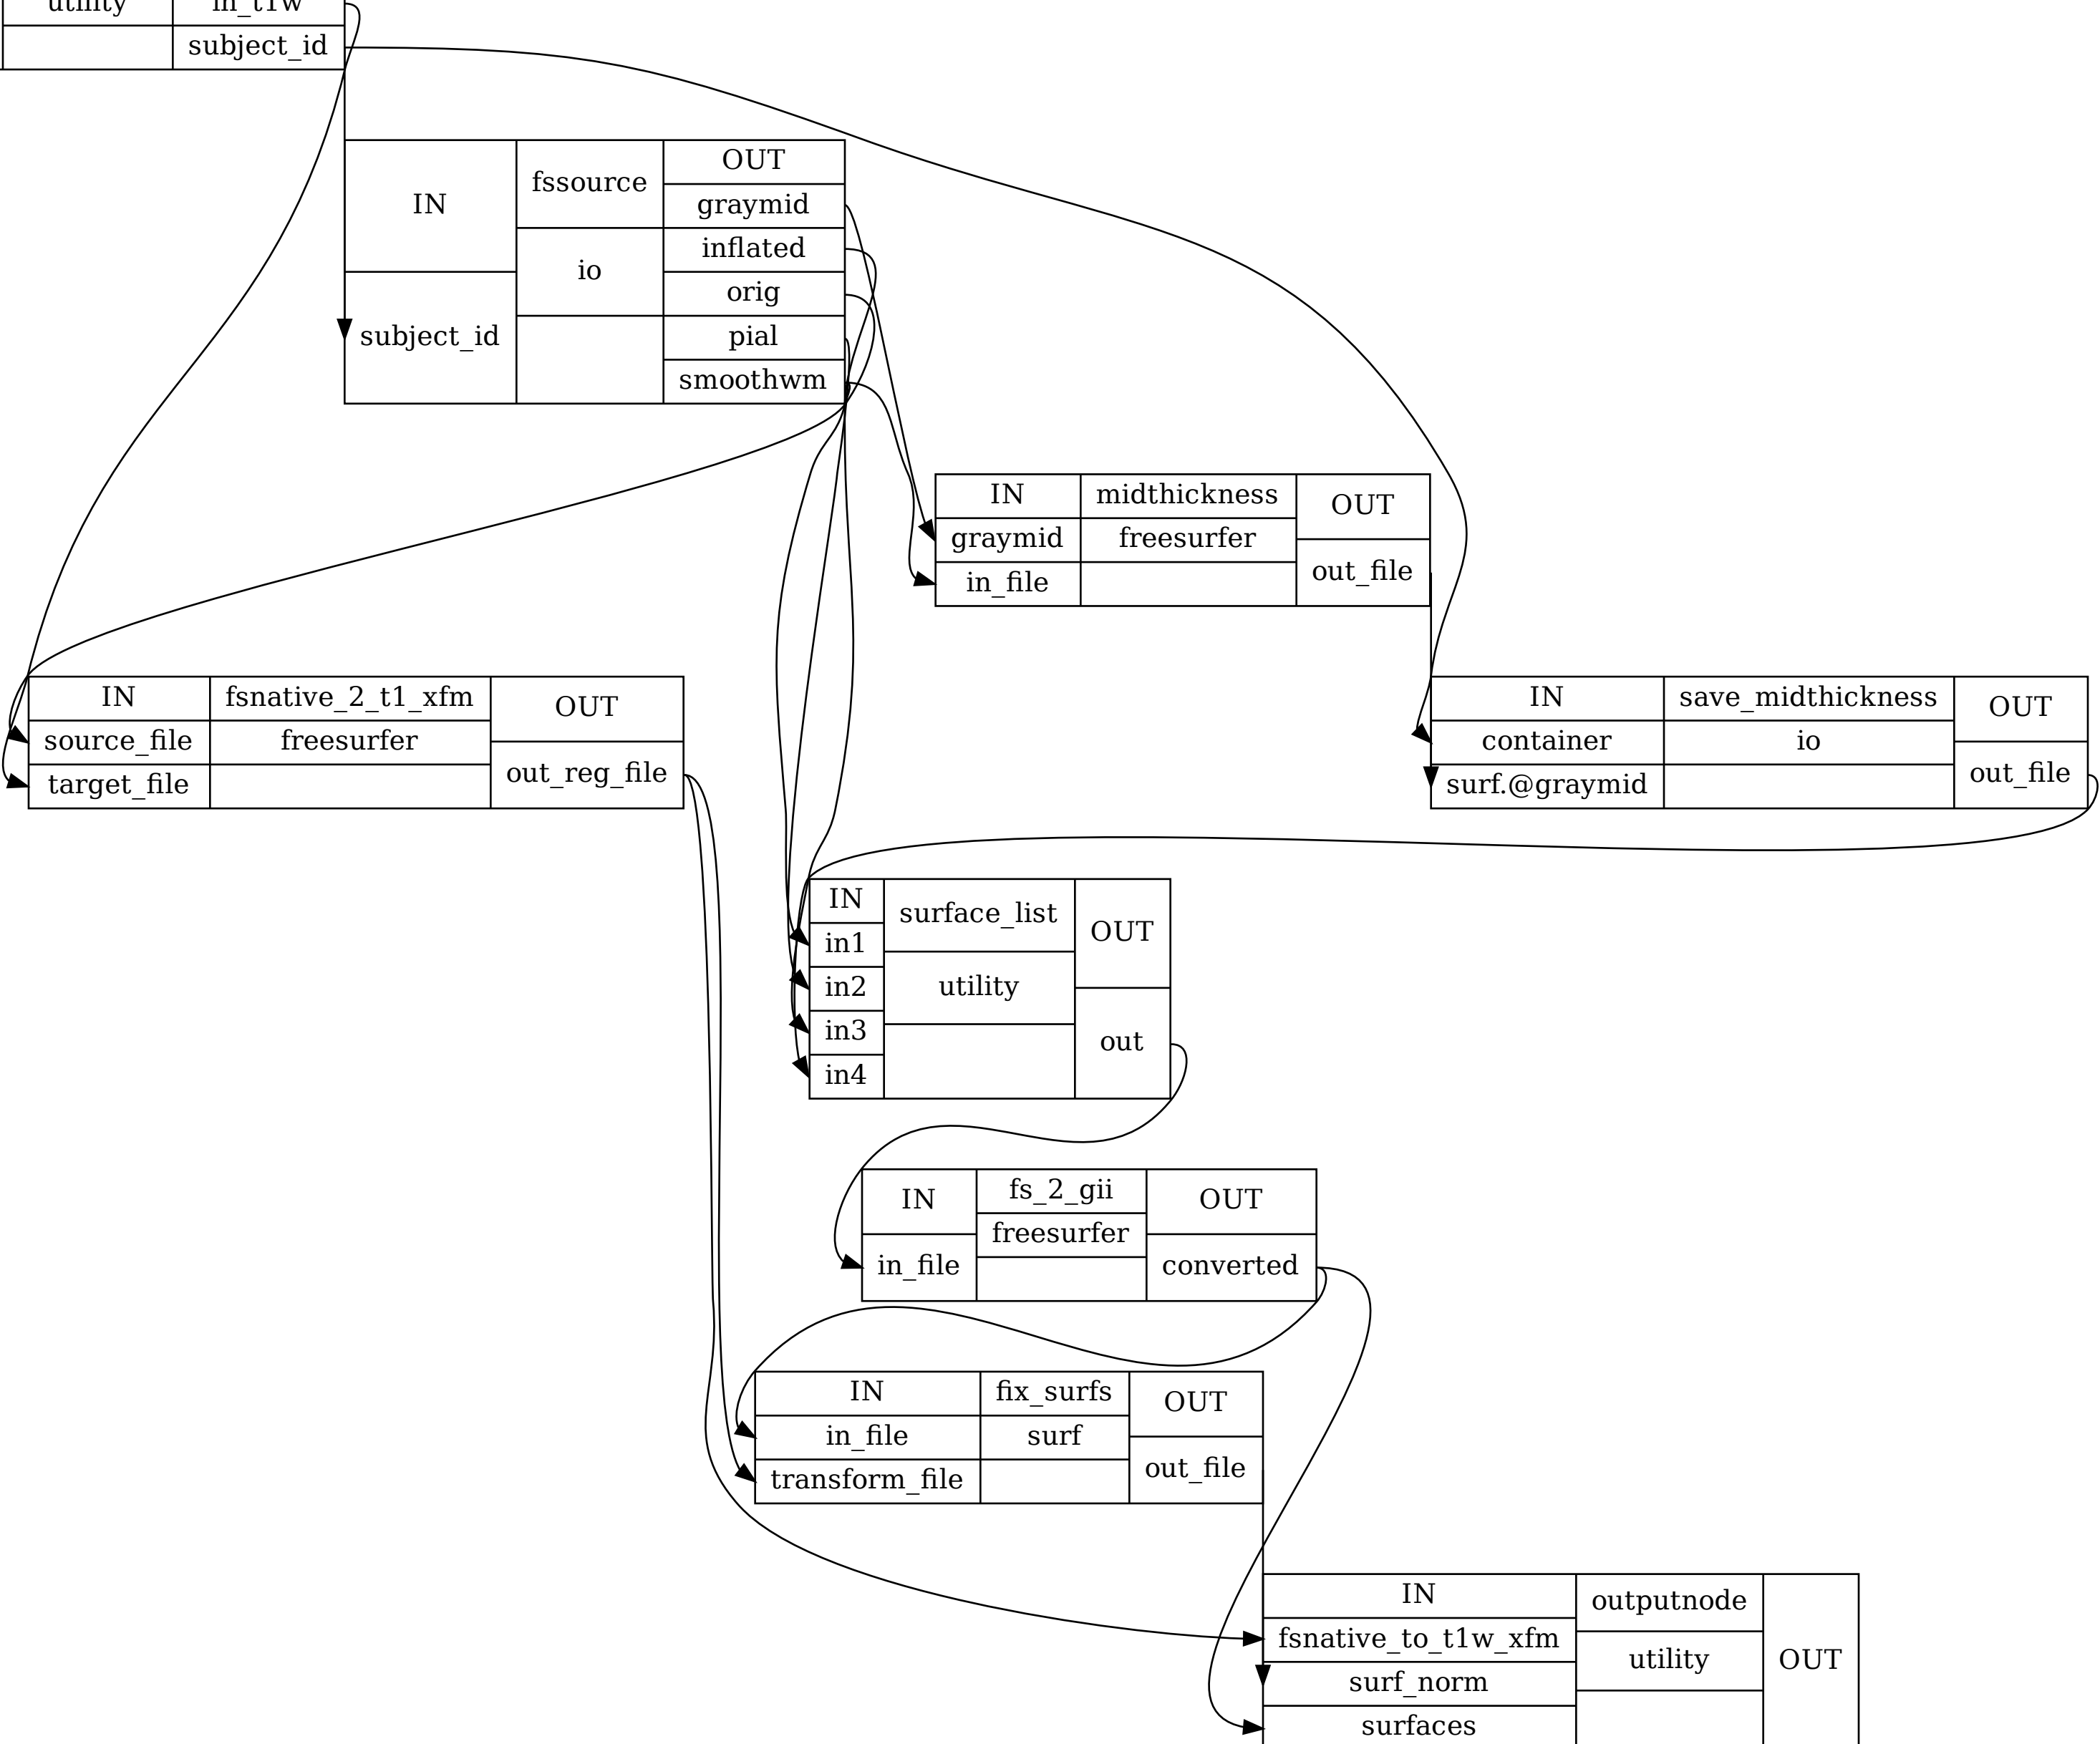 utility in_t1w
subject_id
IN fssource OUT
graymid
inflated
io
orig
subject_id pial
smoothwm
IN midthickness OUT
graymid freesurfer
in_file out_file
IN fsnative_2_t1_xfm OUT
source_file freesurfer
target_file out_reg_file
IN save_midthickness OUT
container io
surf.@graymid out_file
IN surface_list OUT
in1
in2 utility
in3 out
in4
IN fs_2_gii OUT
freesurfer
in_file converted
IN fix_surfs OUT
in_file surf
transform_file out_file
IN outputnode OUT
fsnative_to_t1w_xfm utility
surf_norm
surfaces